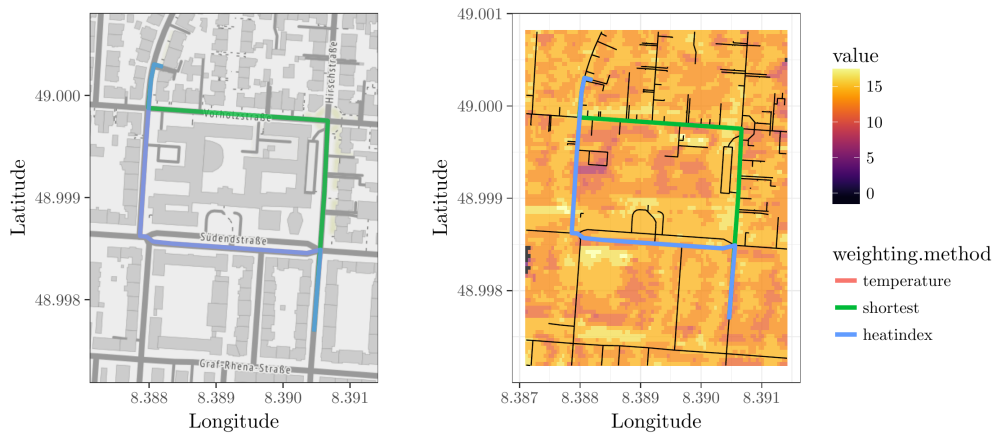 49.000
48.999
48.998
Latitude
8.388
8.389
8.390
8.391
Longitude
Hirschstraße
Vorholzstraße
Südendstraße
Graf-Rhena-Straße
49.001
49.000
48.999
48.998
Latitude
8.387
8.388
8.389
8.390
8.391
Longitude
value
15
10
5
0
weighting.method
temperature
shortest
heatindex